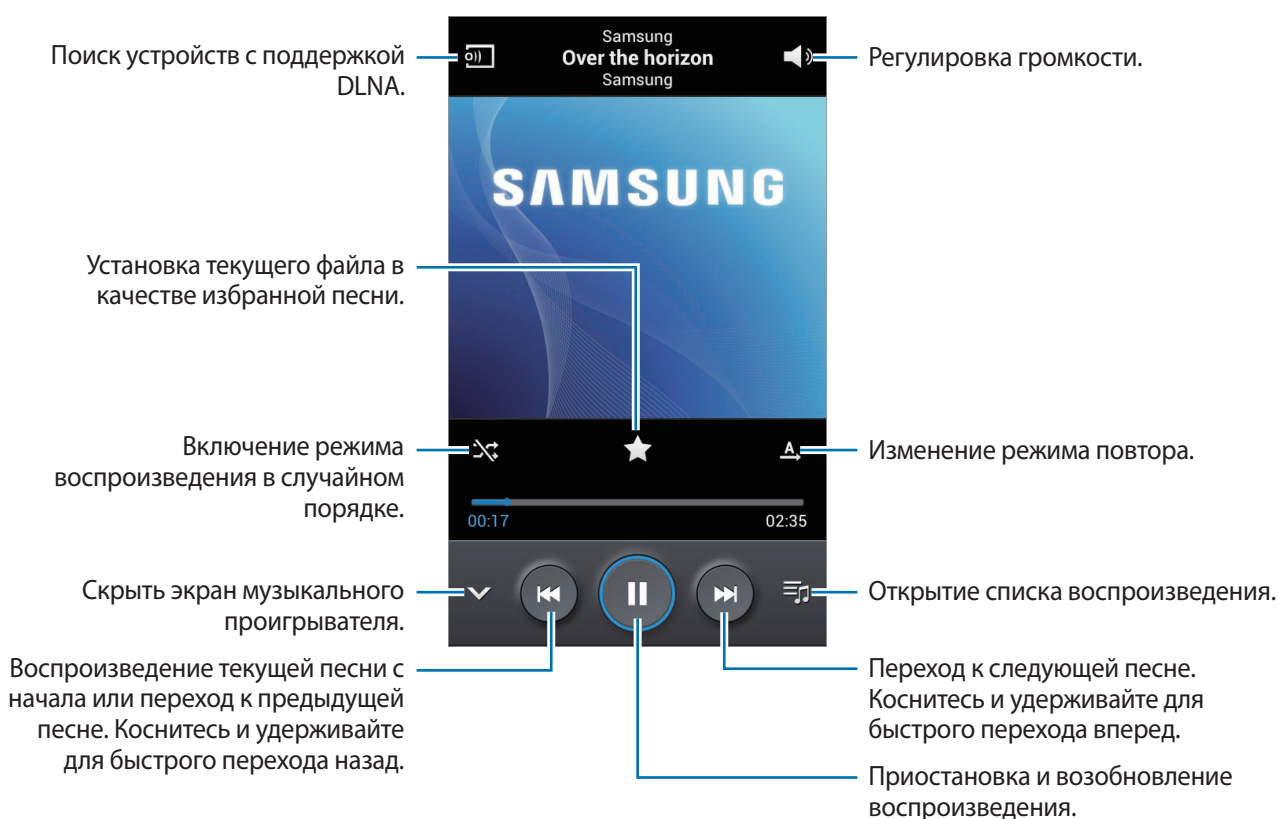 Поиск устройств с поддержкой
DLNA.
Samsung
Over the horizon
Samsung
Регулировка громкости.
SAMSUNG
Установка текущего файла в
качестве избранной песни.
Включение режима
воспроизведения в случайном
порядке.
A
Изменение режима повтора.
00:17
02:35
Скрыть экран музыкального
проигрывателя.
Открытие списка воспроизведения.
Воспроизведение текущей песни с
начала или переход к предыдущей
песне. Коснитесь и удерживайте
для быстрого перехода назад.
Переход к следующей песне.
Коснитесь и удерживайте для
быстрого перехода вперед.
Приостановка и возобновление
воспроизведения.